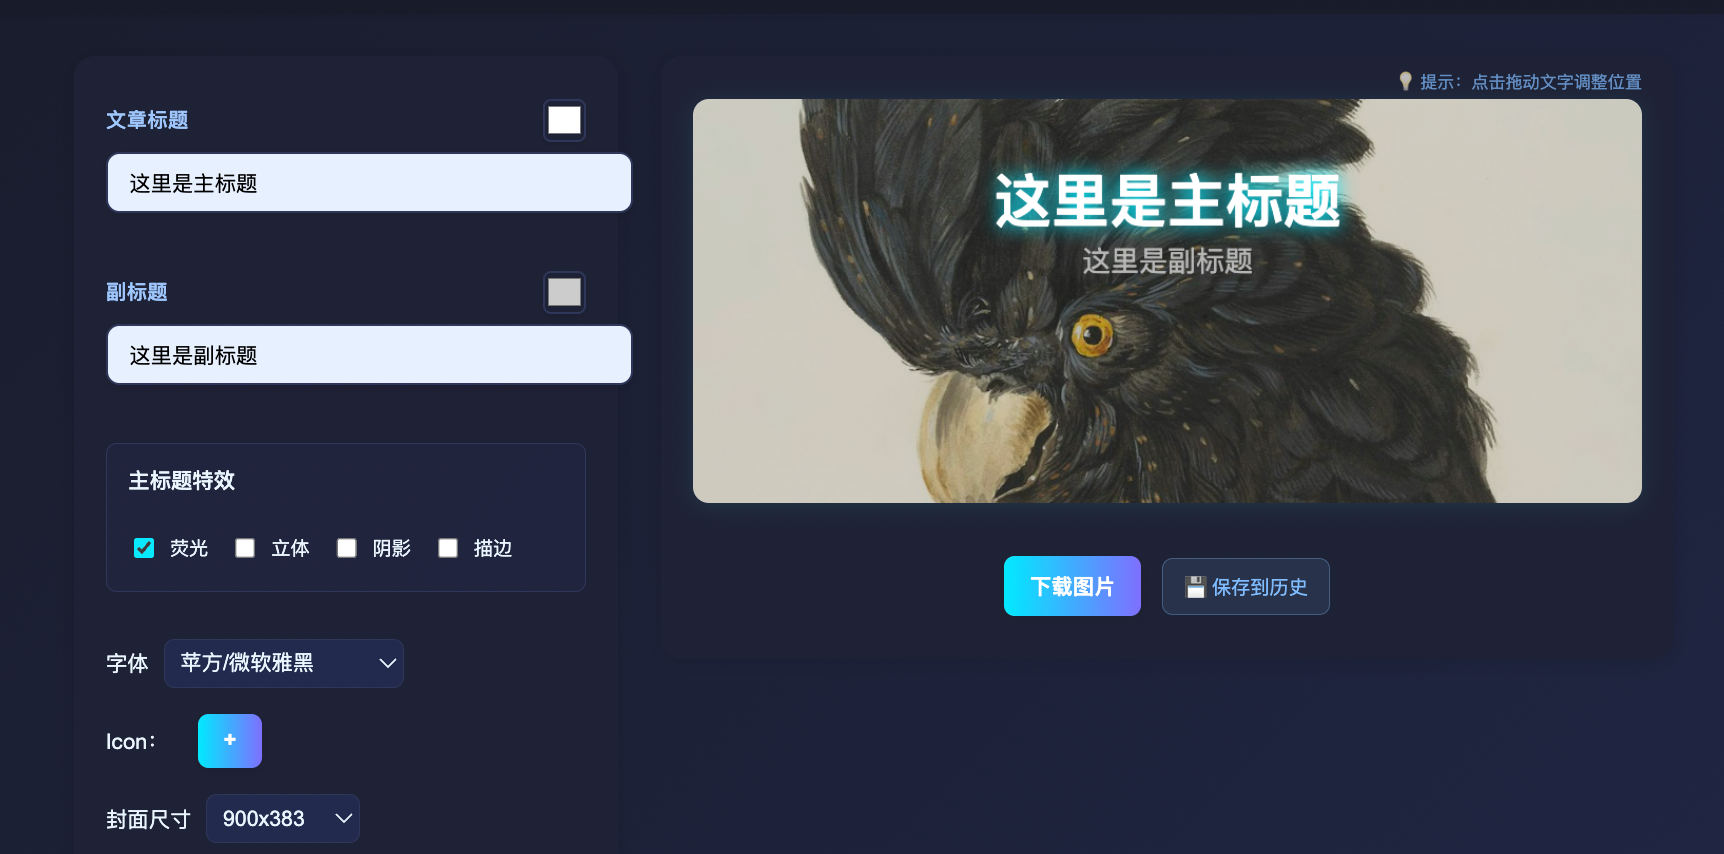 文章标题
这里是主标题
副标题
这里是副标题
主标题特效
荧光 立体 阴影 描边
字体 苹方/微软雅黑
Icon： +
封面尺寸 900x383
提示：点击拖动文字调整位置
这里是主标题
这里是副标题
下载图片 保存到历史